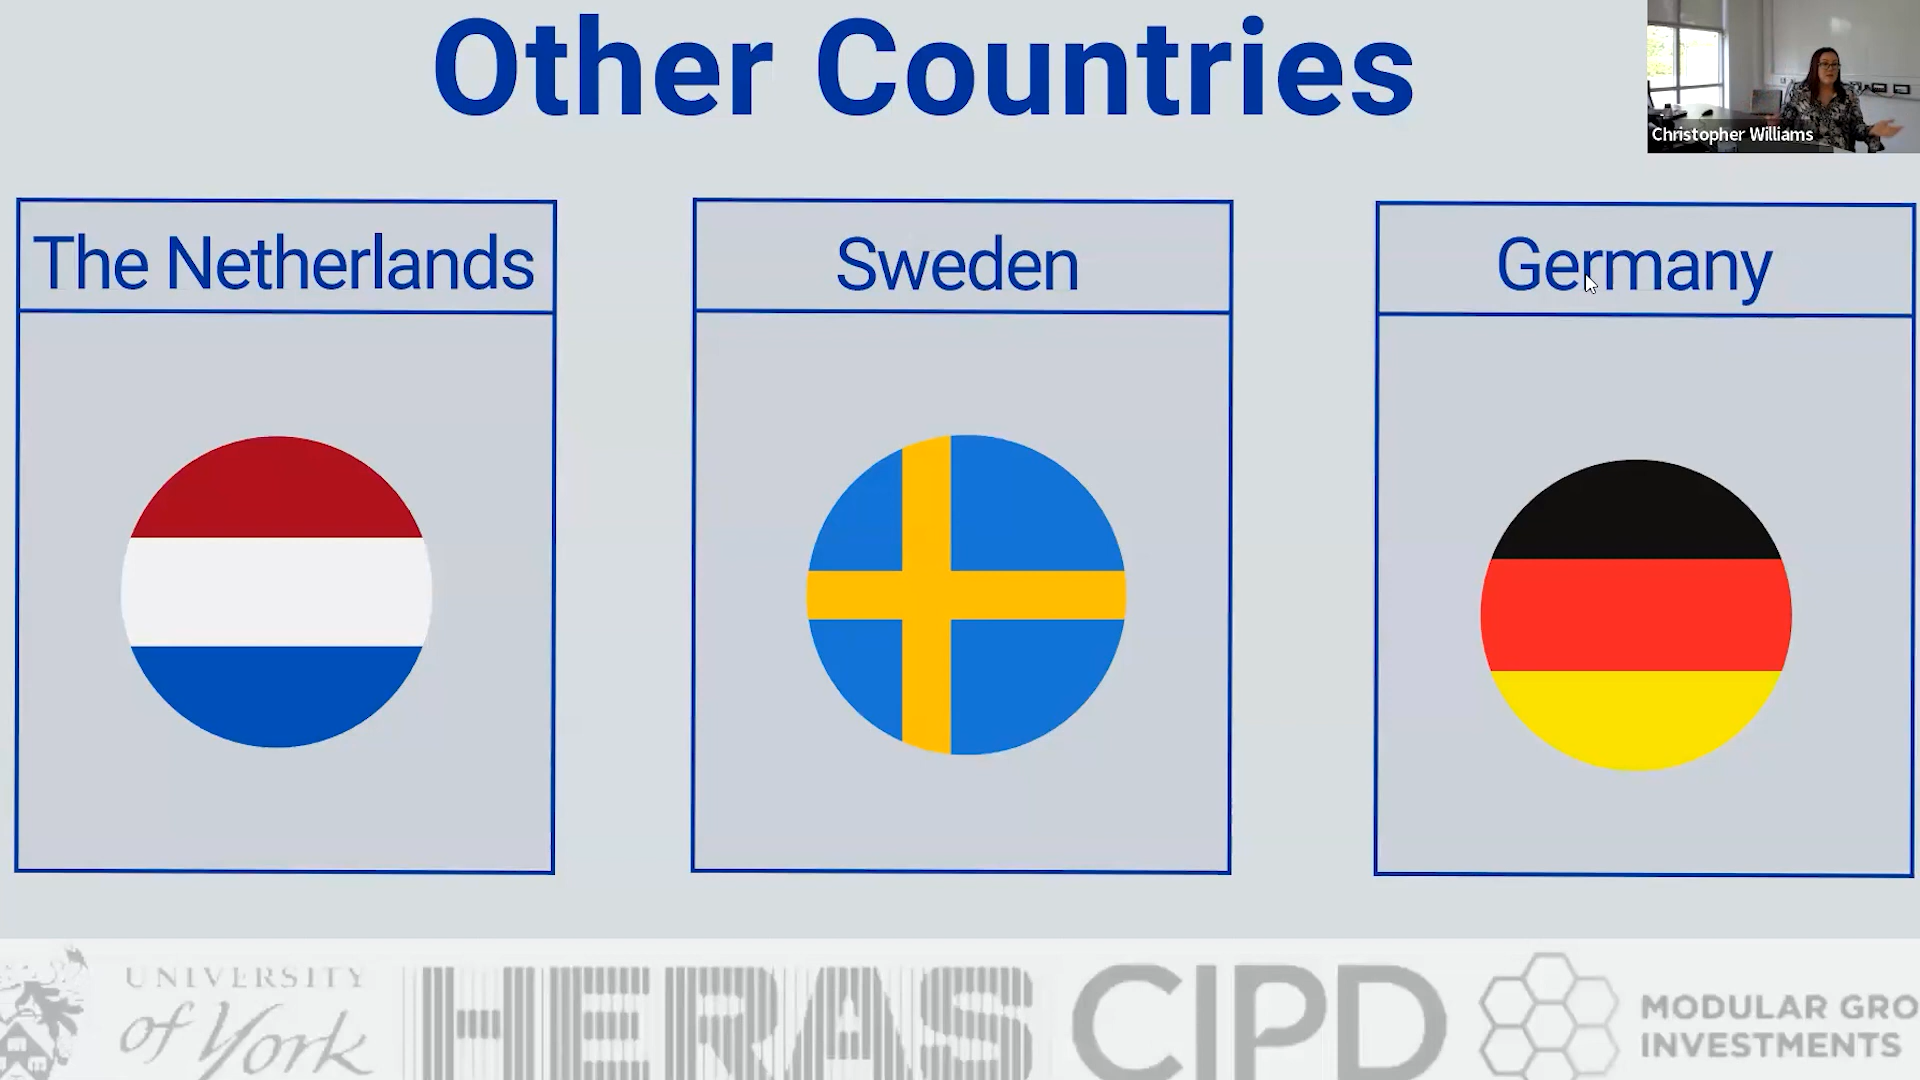 Other Countries
Christopher Williams
The Netherlands
Sweden
Germany
UNIVERSITY
of York
HERAS
CIPD
MODULAR GRO
INVESTMENTS